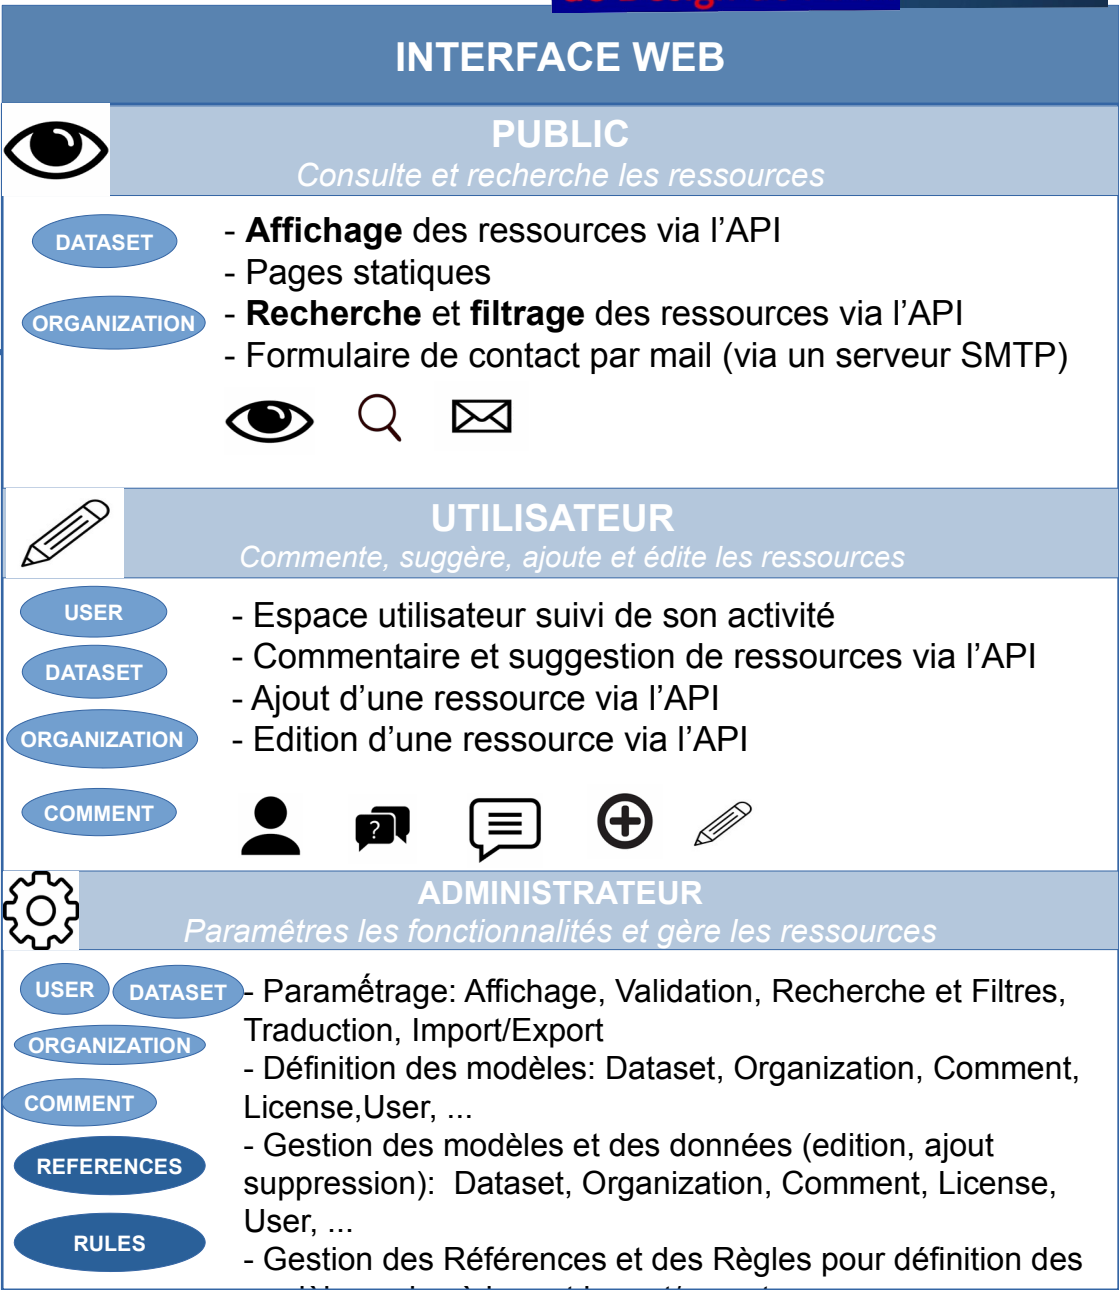 INTERFACE WEB
PUBLIC
Consulte et recherche les ressources
DATASET
ORGANIZATION
- Affichage des ressources via l’API
- Pages statiques
- Recherche et filtrage des ressources via l’API
- Formulaire de contact par mail (via un serveur SMTP)
UTILISATEUR
Commente, suggère, ajoute et édite les ressources
USER
DATASET
ORGANIZATION
COMMENT
- Espace utilisateur suivi de son activité
- Commentaire et suggestion de ressources via l’API
- Ajout d’une ressource via l’API
- Edition d’une ressource via l’API
?
ADMINISTRATEUR
Paramêtres les fonctionnalités et gère les ressources
USER
DATASET
ORGANIZATION
COMMENT
REFERENCES
RULES
- Paramétrage: Affichage, Validation, Recherche et Filtres,
Traduction, Import/Export
- Définition des modèles: Dataset, Organization, Comment,
License,User, ...
- Gestion des modèles et des données (edition, ajout
suppression): Dataset, Organization, Comment, License,
User, ...
- Gestion des Références et des Règles pour définition des